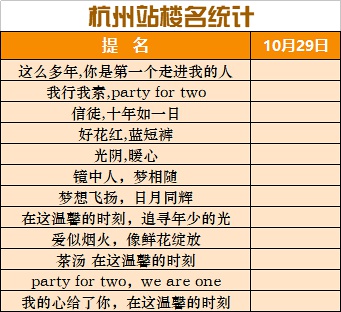 杭州站楼名统计
提 名 10月29日
这么多年,你是第一个走进我的人
我行我素,party for two
信徒,十年如一日
好花红,蓝短裤
光阴,暖心
镜中人，梦相随
梦想飞扬，日月同辉
在这温馨的时刻，追寻年少的光
爱似烟火，像鲜花绽放
茶汤 在这温馨的时刻
party for two，we are one
我的心给了你，在这温馨的时刻